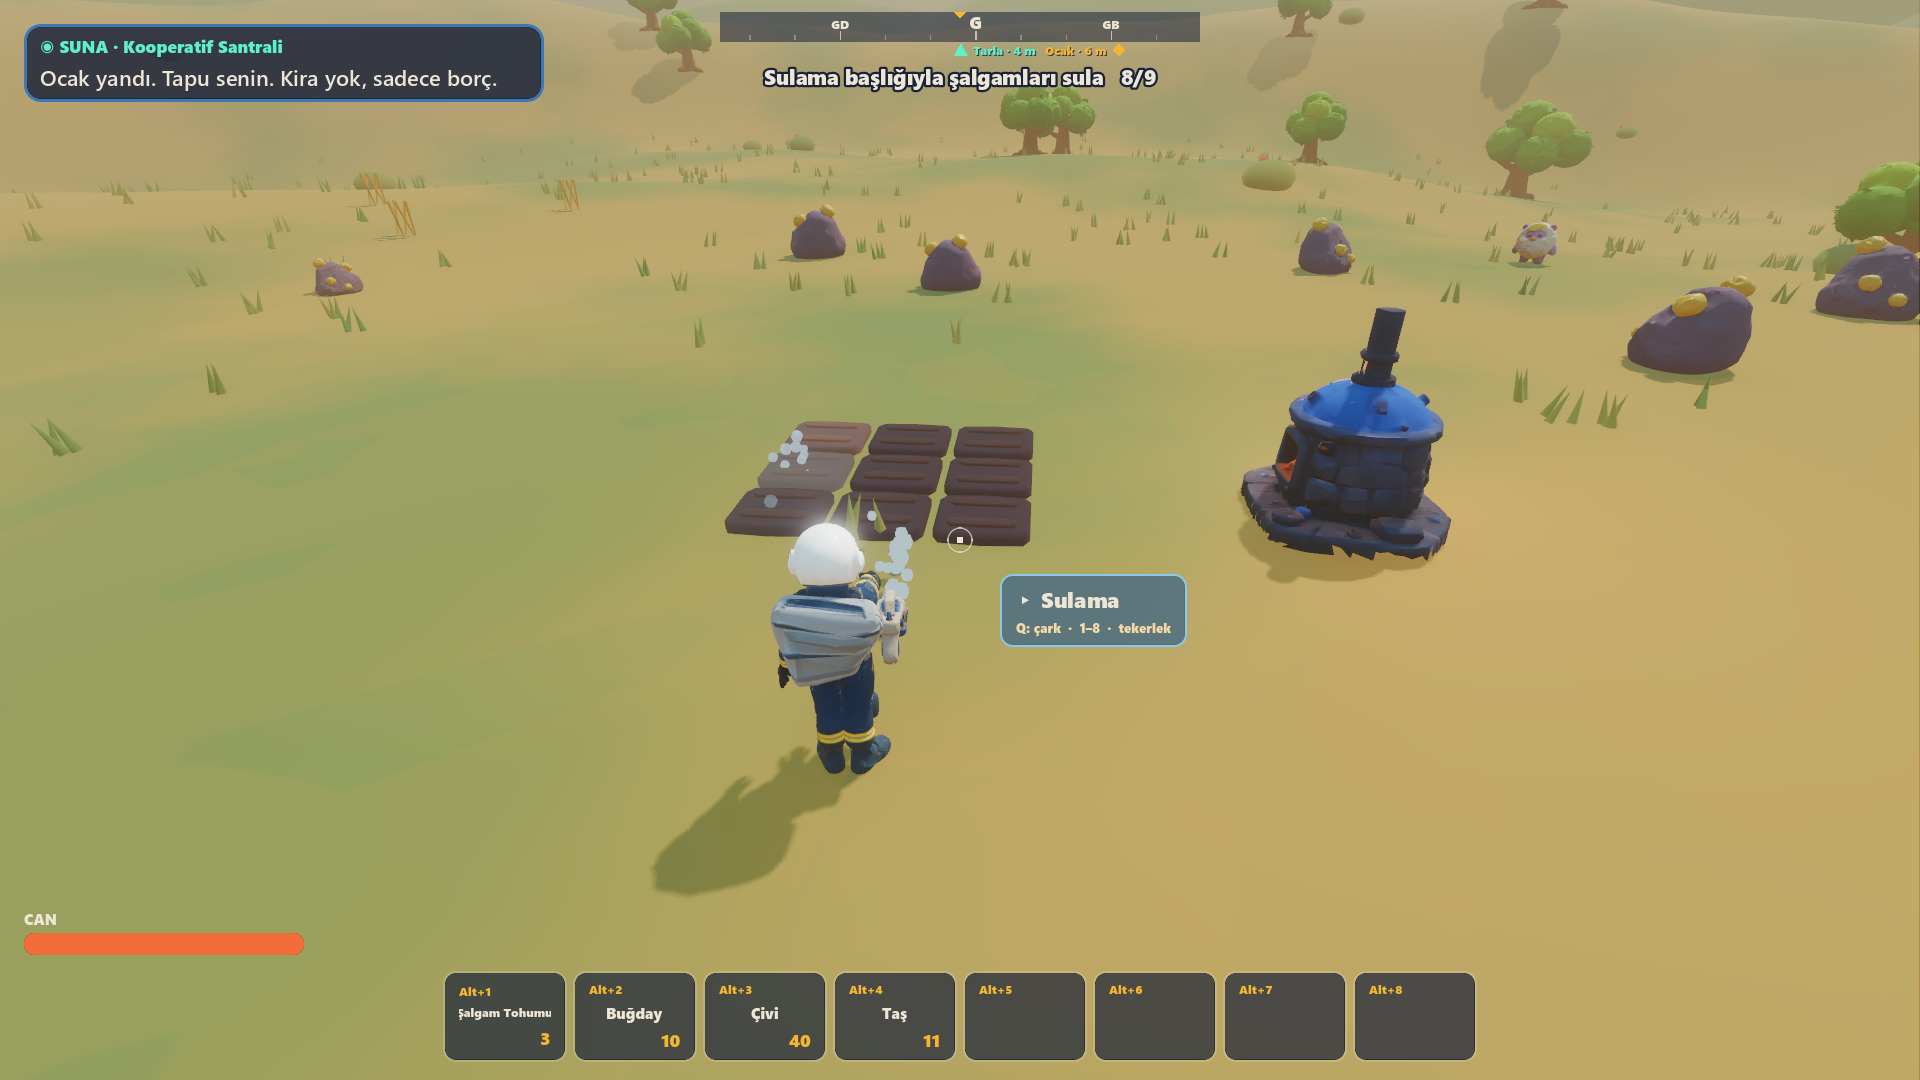 ◉ SUNA · Kooperatif Santrali
Ocak yandı. Tapu senin. Kira yok, sadece borç.
GD
G
GB
Tarla · 4 m
Ocak · 6 m
Sulama başlığıyla şalgamları sula 8/9
Sulama
Q: çark · 1–8 · tekerlek
CAN
Alt+1
Şalgam Tohumu
3
Alt+2
Buğday
10
Alt+3
Çivi
40
Alt+4
Taş
11
Alt+5
Alt+6
Alt+7
Alt+8